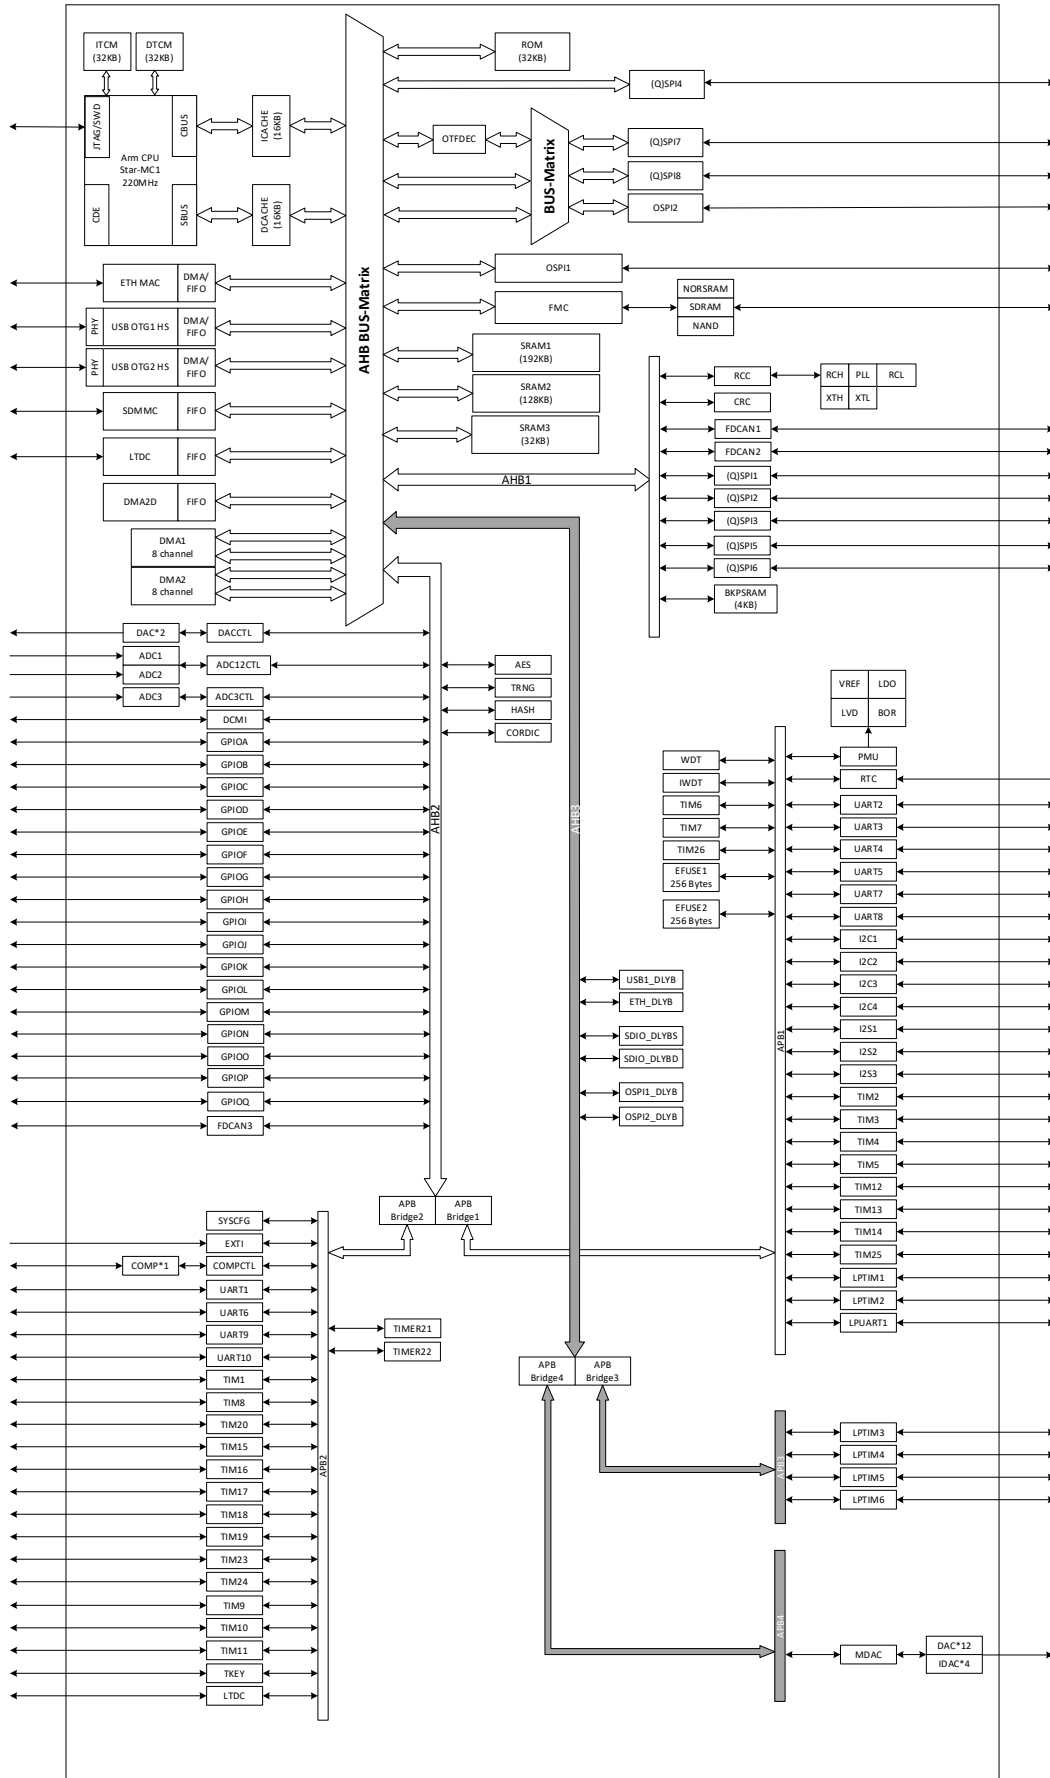 ITCM
(32KB)
DTCM
(32KB)
JTAG/SWD
CBUS
Arm CPU
Star-MC1
220MHz
CDE
SBUS
ICACHE
(16KB)
DCACHE
(16KB)
ETH MAC
DMA/
FIFO
PHY
USB OTG1 HS
DMA/
FIFO
PHY
USB OTG2 HS
DMA/
FIFO
SDMMC
FIFO
LTDC
FIFO
DMA2D
FIFO
DMA1
8 channel
DMA2
8 channel
AHB BUS-Matrix
ROM
(32KB)
(Q)SPI4
OTFDEC
BUS-Matrix
(Q)SPI7
(Q)SPI8
OSPI2
OSPI1
FMC
NORSRAM
SDRAM
NAND
SRAM1
(192KB)
SRAM2
(128KB)
SRAM3
(32KB)
AHB1
RCC
RCH
PLL
RCL
XTH
XTL
CRC
FDCAN1
FDCAN2
(Q)SPI1
(Q)SPI2
(Q)SPI3
(Q)SPI5
(Q)SPI6
BKPSRAM
(4KB)
DAC*2
DACCTL
ADC1
ADC2
ADC12CTL
ADC3
ADC3CTL
DCMI
GPIOA
GPIOB
GPIOC
GPIOD
GPIOE
GPIOF
GPIOG
GPIOH
GPIOI
GPIOJ
GPIOK
GPIOL
GPIOM
GPION
GPIOO
GPIOP
GPIOQ
FDCAN3
AHB2
AES
TRNG
HASH
CORDIC
AHB3
USB1_DLYB
ETH_DLYB
SDIO_DLYBS
SDIO_DLYBD
OSPI1_DLYB
OSPI2_DLYB
VREF
LDO
LVD
BOR
WDT
IWDT
TIM6
TIM7
TIM26
EFUSE1
256 Bytes
EFUSE2
256 Bytes
APB1
PMU
RTC
UART2
UART3
UART4
UART5
UART7
UART8
I2C1
I2C2
I2C3
I2C4
I2S1
I2S2
I2S3
TIM2
TIM3
TIM4
TIM5
TIM12
TIM13
TIM14
TIM25
LPTIM1
LPTIM2
LPUART1
APB
Bridge2
APB
Bridge1
SYSCFG
EXTI
COMP*1
COMPCTL
UART1
UART6
UART9
UART10
TIM1
TIM8
TIM20
TIM15
TIM16
TIM17
TIM18
TIM19
TIM23
TIM24
TIM9
TIM10
TIM11
TKEY
LTDC
APB2
TIMER21
TIMER22
APB
Bridge4
APB
Bridge3
APB3
LPTIM3
LPTIM4
LPTIM5
LPTIM6
APB4
MDAC
DAC*12
IDAC*4